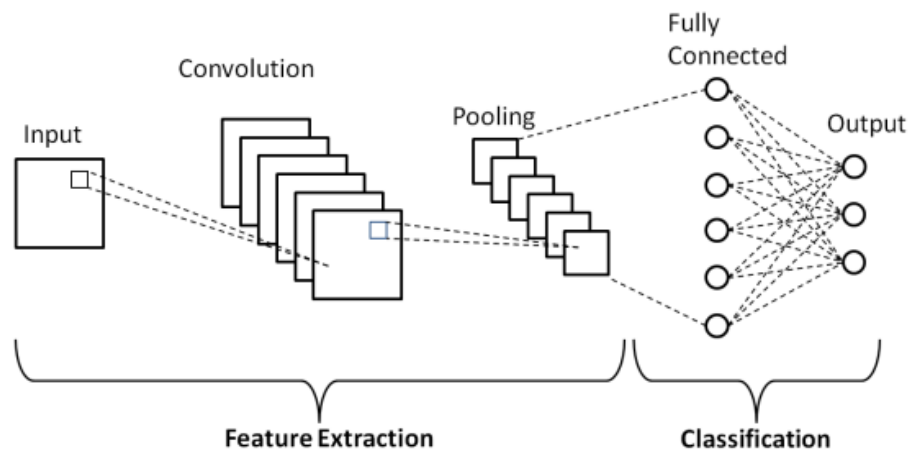 Fully
Connected
Convolution
Pooling
Input
Output
Feature Extraction
Classification